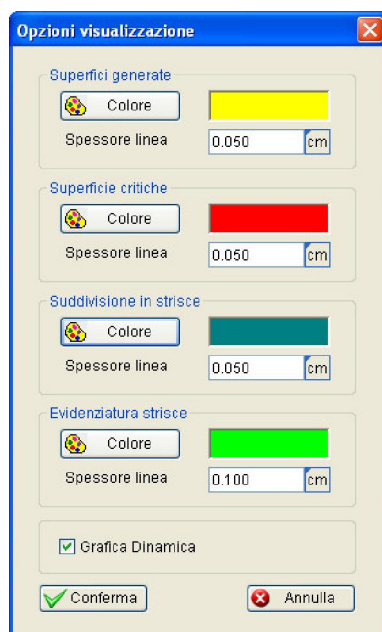 Opzioni visualizzazione
Superfici generate
Colore
Spessore linea 0.050 cm
Superficie critiche
Colore
Spessore linea 0.050 cm
Suddivisione in strisce
Colore
Spessore linea 0.050 cm
Evidenziatura strisce
Colore
Spessore linea 0.100 cm
Grafica Dinamica
Conferma Annulla